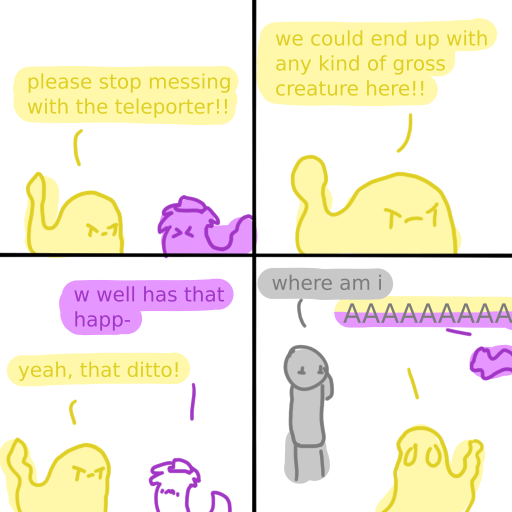 please stop messing
with the teleporter!!
we could end up with
any kind of gross
creature here!!
w well has that
happ-
yeah, that ditto!
where am i
AAAAAAAAA